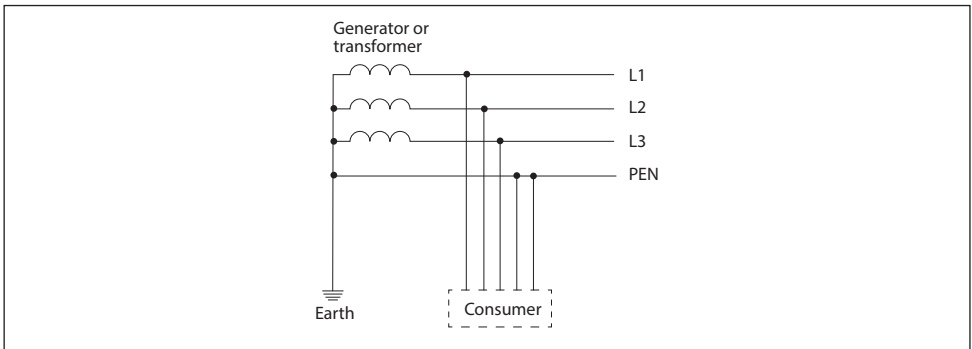 Generator or
transformer
L1
L2
L3
PEN
Earth
Consumer